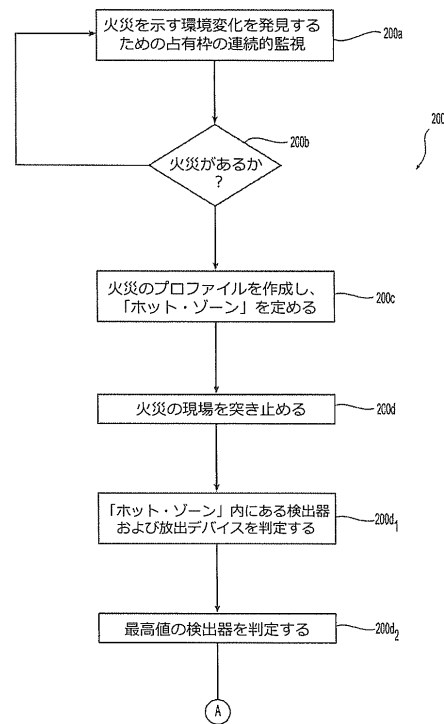 火災を示す環境変化を発見する
ための占有枠の連続的監視
200a
200
200b
火災があるか
?
火災のプロファイルを作成し、
「ホット・ゾーン」を定める
200c
火災の現場を突き止める
200d
「ホット・ゾーン」内にある検出器
および放出デバイスを判定する
200d1
最高値の検出器を判定する
200d2
A